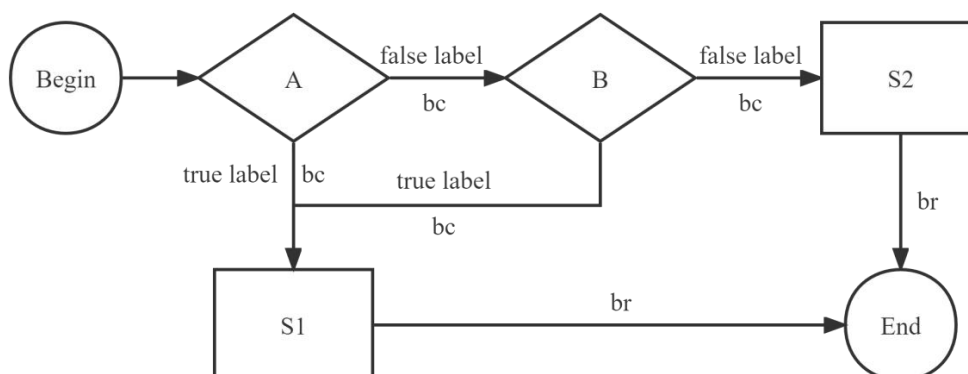 Begin
A
false label
bc
B
false label
bc
S2
true label
bc
true label
bc
br
S1
br
End